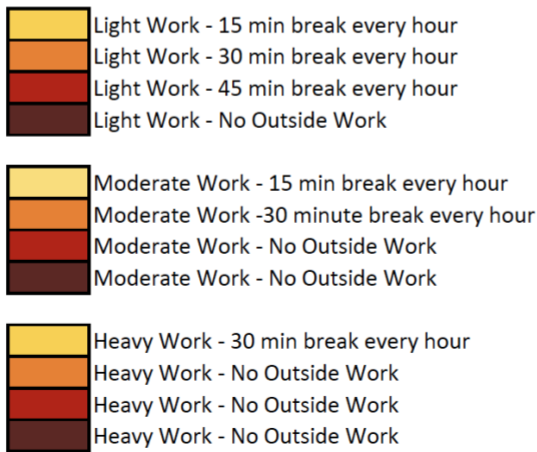 Light Work - 15 min break every hour
Light Work - 30 min break every hour
Light Work - 45 min break every hour
Light Work - No Outside Work
Moderate Work - 15 min break every hour
Moderate Work -30 minute break every hour
Moderate Work - No Outside Work
Moderate Work - No Outside Work
Heavy Work - 30 min break every hour
Heavy Work - No Outside Work
Heavy Work - No Outside Work
Heavy Work - No Outside Work